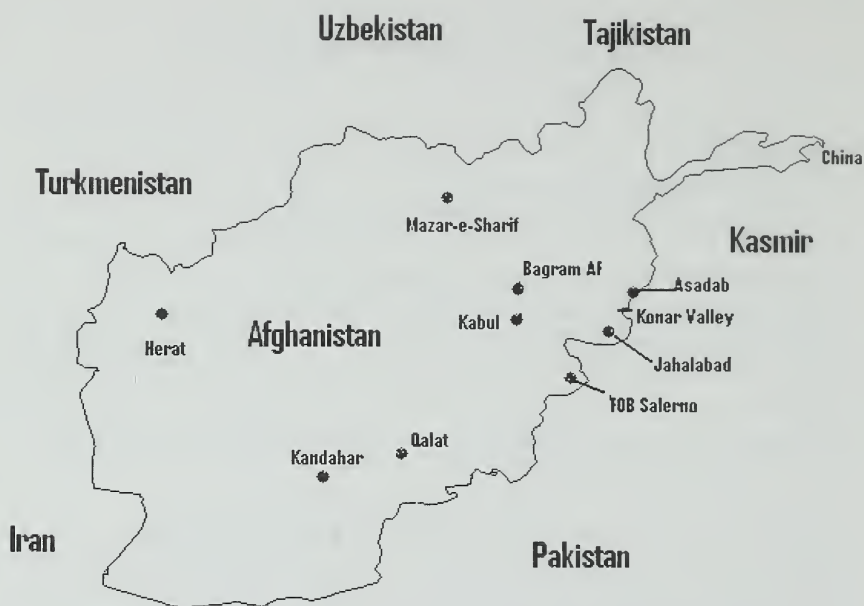 Uzbekistan
Tajikistan
China
Turkmenistan
Mazar-e-Sharif
Kasmir
Bagram AF
Asadab
Konar Valley
Kabul
Afghanistan
Herat
Jahalabad
FOB Salerno
Qalat
Kandahar
Iran
Pakistan